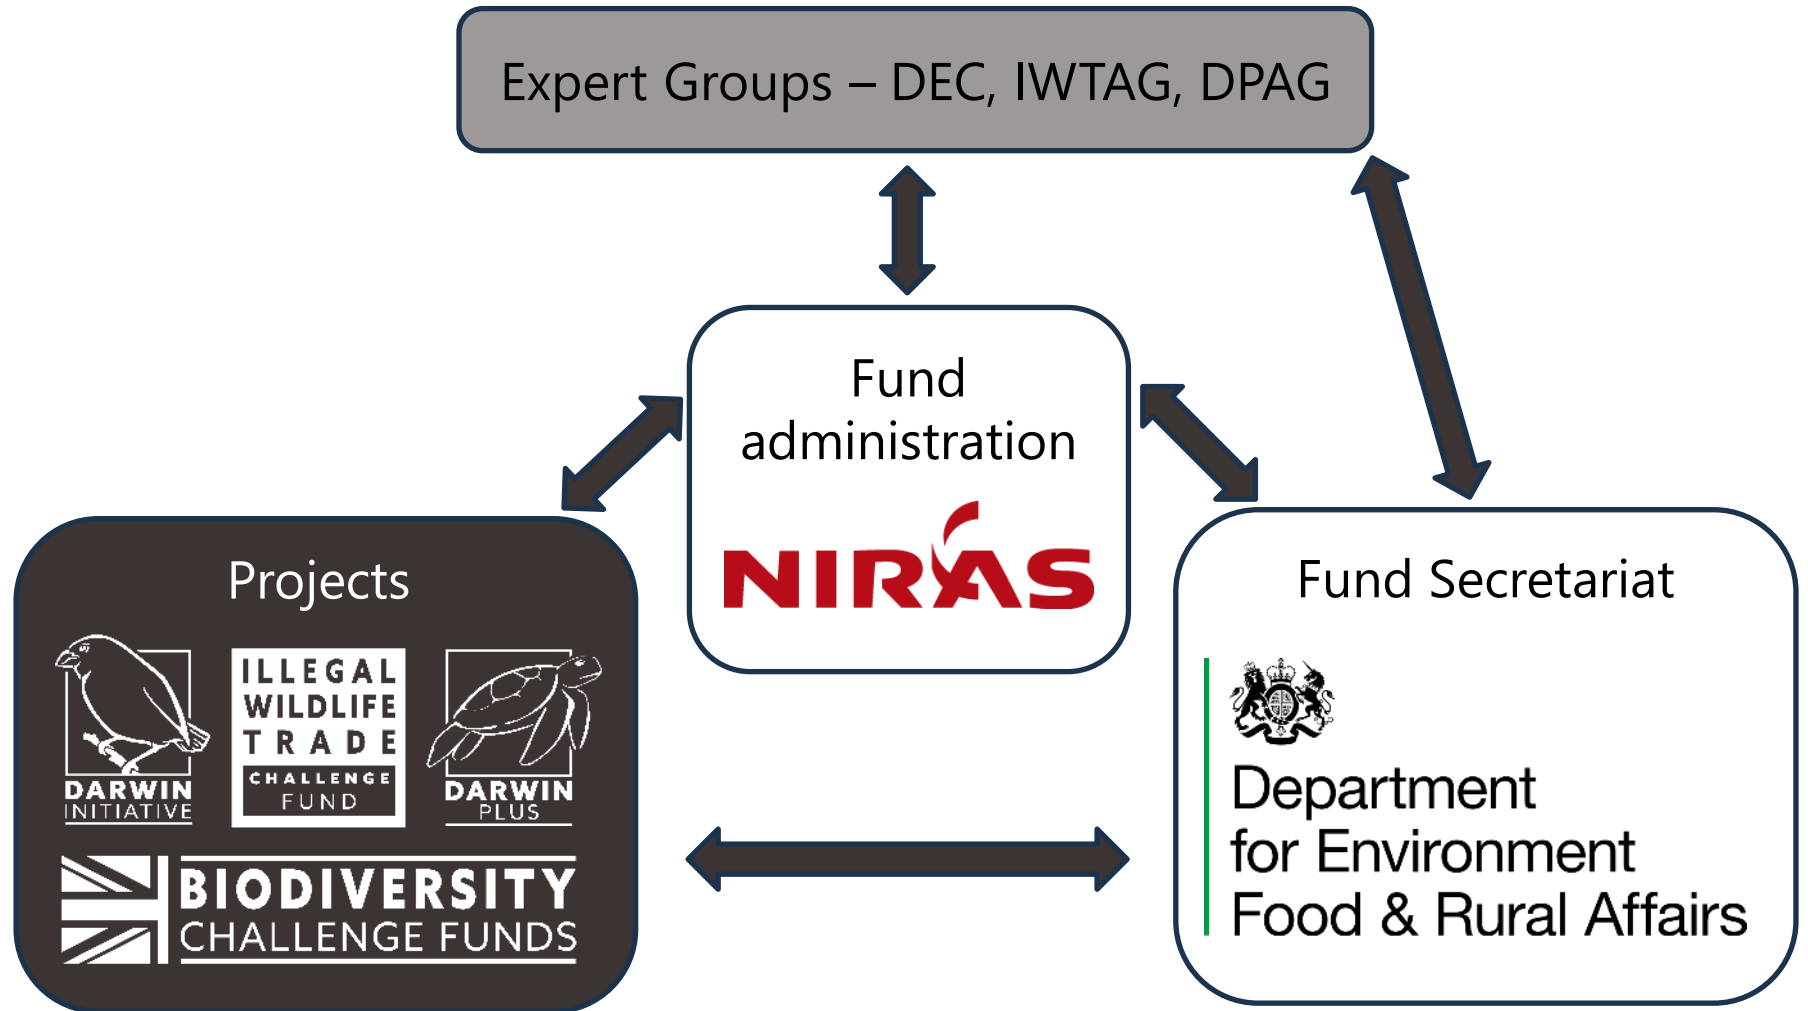 Expert Groups – DEC, IWTAG, DPAG
Fund
administration
NIRAS
Projects
DARWIN
INITIATIVE
ILLEGAL
WILDLIFE
TRADE
CHALLENGE
FUND
DARWIN
PLUS
BIODIVERSITY
CHALLENGE FUNDS
Fund Secretariat
Department
for Environment
Food & Rural Affairs